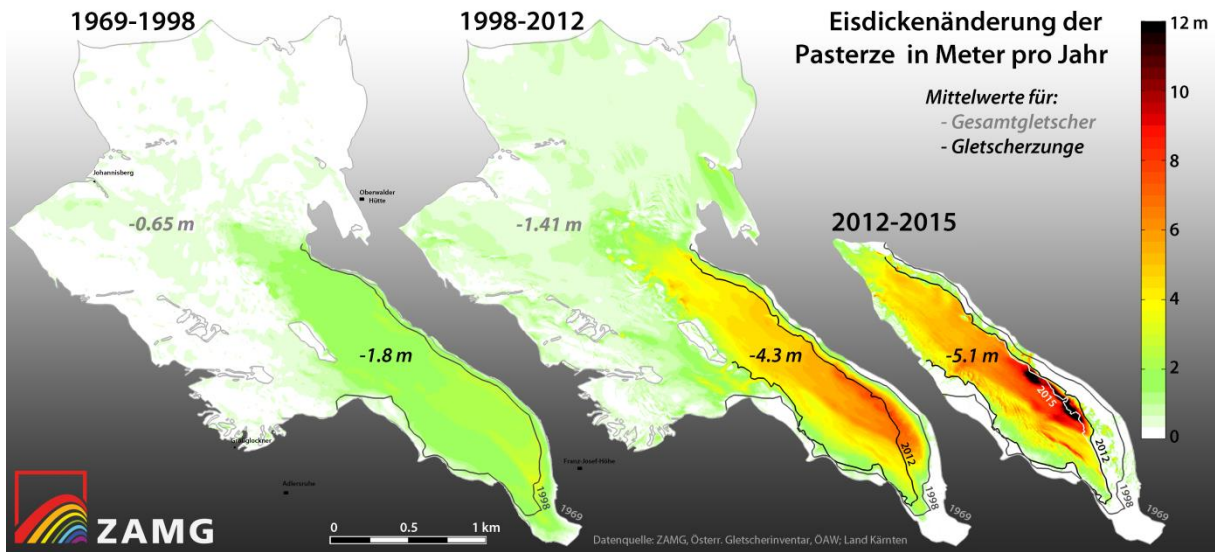 1969-1998
1998-2012
Eisdickenänderung der
Pasterze in Meter pro Jahr
Mittelwerte für:
- Gesamtgletscher
- Gletscherzunge
12 m
10
8
6
4
2
0
Johannisberg
Oberwalder
Hütte
-0.65 m
-1.41 m
2012-2015
-1.8 m
-4.3 m
-5.1 m
2015
2012
2012
1998
1969
1998
1969
1998
1969
Großglockner
Franz-Josef-Höhe
Adlersruhe
ZAMG
0 0.5 1 km
Datenquelle: ZAMG, Österr. Gletscherinventar, ÖAW; Land Kärnten